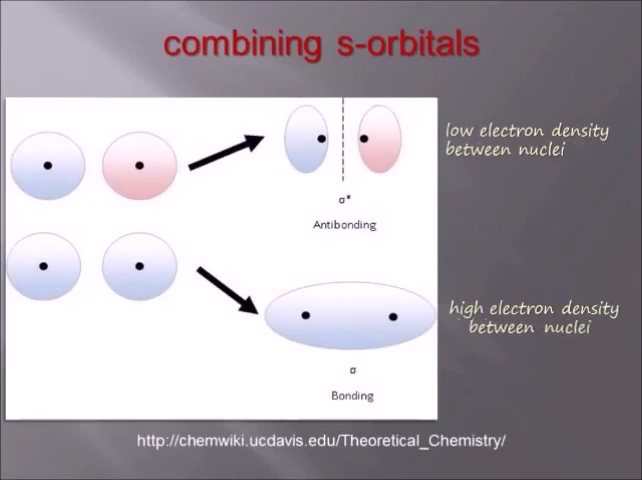 combining s-orbitals
low electron density
between nuclei
σ*
Antibonding
high electron density
between nuclei
σ
Bonding
http://chemwiki.ucdavis.edu/Theoretical_Chemistry/